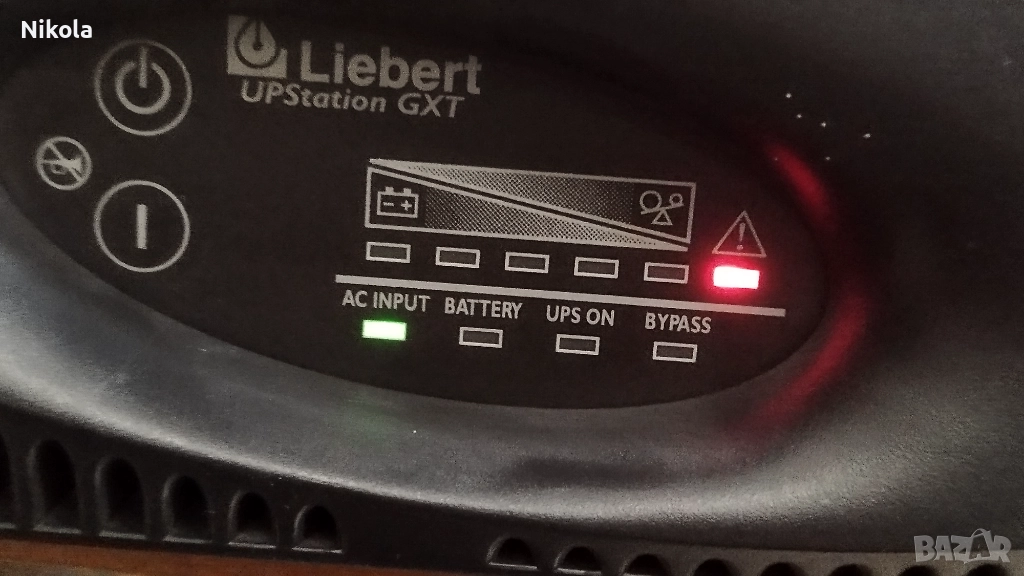 Nikola
Liebert
UPStation GXT
AC INPUT BATTERY UPS ON BYPASS
BAZAR